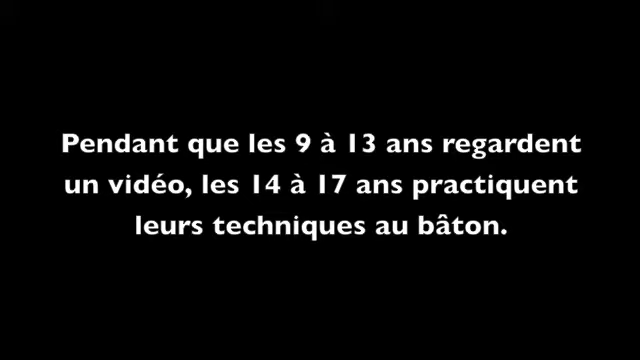 Pendant que les 9 à 13 ans regardent
un vidéo, les 14 à 17 ans practiquent
leurs techniques au bâton.